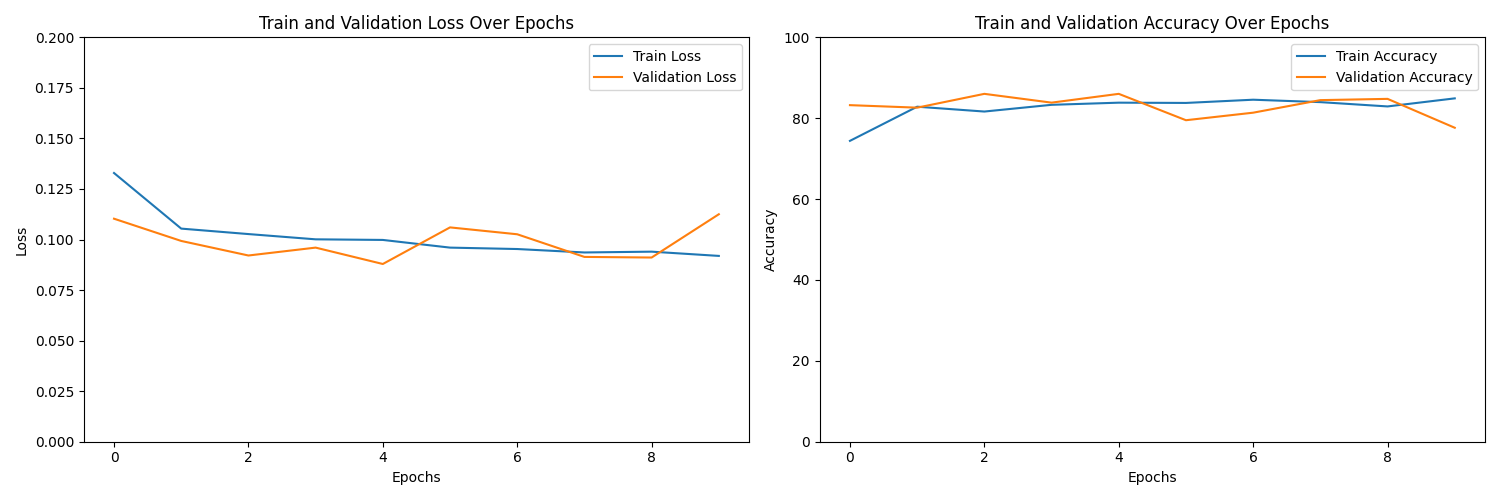 Train and Validation Loss Over Epochs
0.200
0.175
0.150
0.125
0.100
0.075
0.050
0.025
0.000
Loss
Train Loss
Validation Loss
0 2 4 6 8
Epochs
Train and Validation Accuracy Over Epochs
100
80
60
40
20
0
Accuracy
Train Accuracy
Validation Accuracy
0 2 4 6 8
Epochs